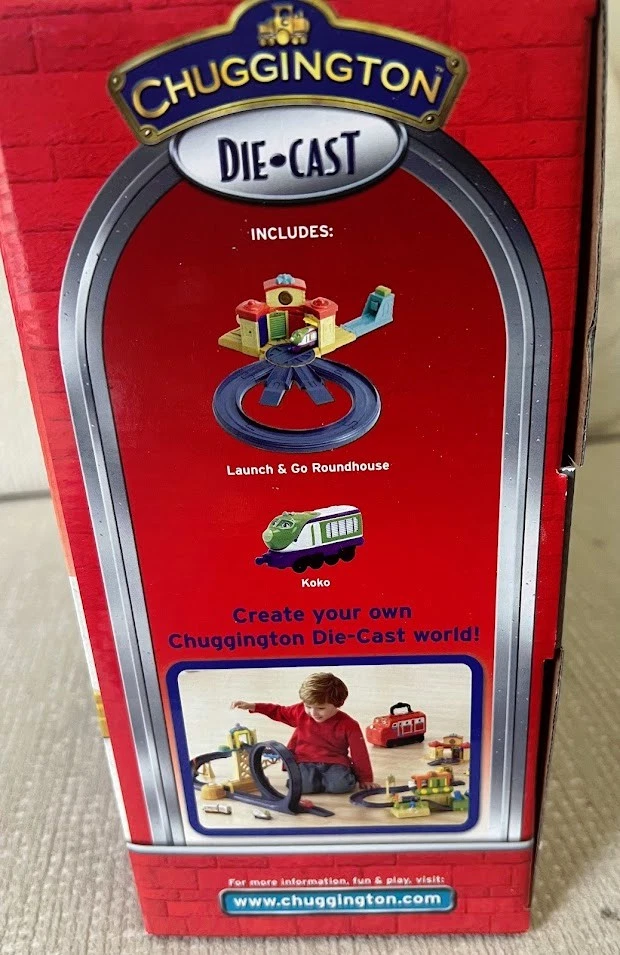 CHUGGINGTON™
DIE•CAST
INCLUDES:
Launch & Go Roundhouse
Koko
Create your own
Chuggington Die-Cast world!
For more information, fun & play, visit:
www.chuggington.com